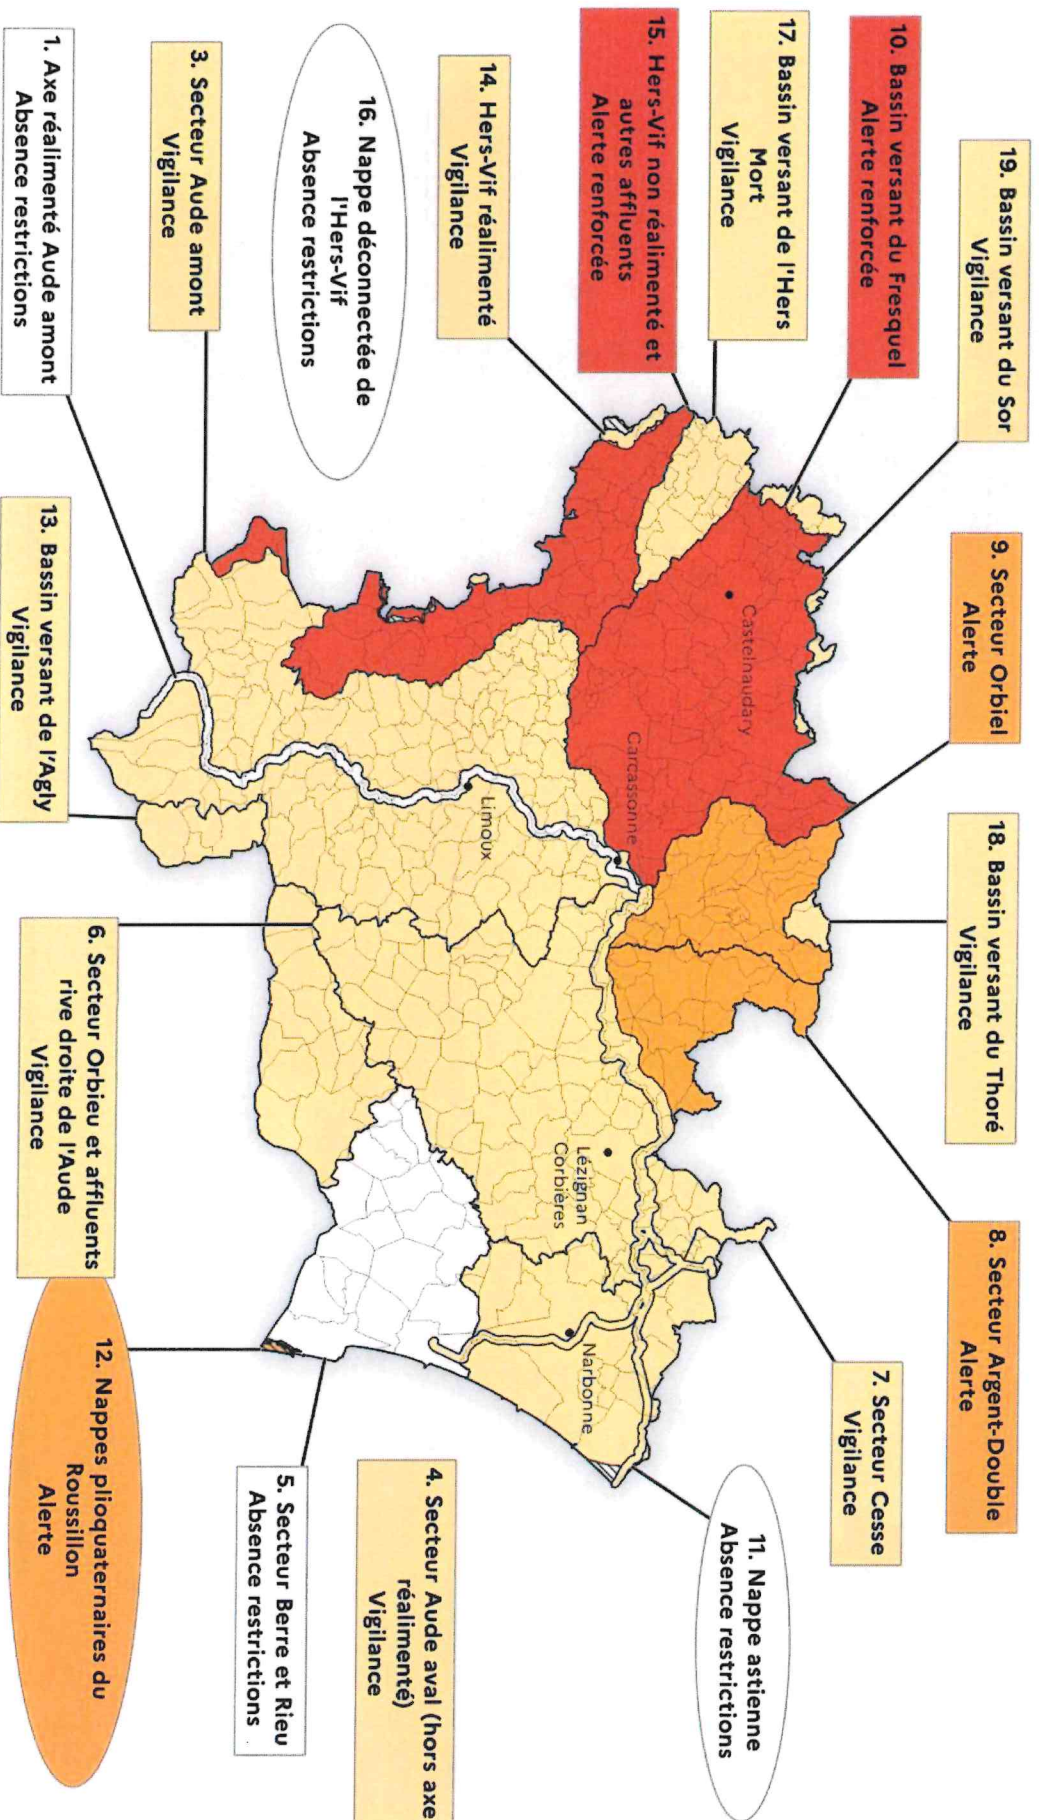 19. Bassin versant du Sor
Vigilance
9. Secteur Orbiel
Alerte
18. Bassin versant du Thoré
Vigilance
8. Secteur Argent-Double
Alerte
10. Bassin versant du Fresquel
Alerte renforcée
7. Secteur Cesse
Vigilance
17. Bassin versant de l'Hers
Mort
Vigilance
11. Nappe astienne
Absence restrictions
15. Hers-Vif non réalimenté et
autres affluents
Alerte renforcée
14. Hers-Vif réalimenté
Vigilance
4. Secteur Aude aval (hors axe
réalimenté)
Vigilance
16. Nappe déconnectée de
l'Hers-Vif
Absence restrictions
5. Secteur Berre et Rieu
Absence restrictions
3. Secteur Aude amont
Vigilance
12. Nappes plioquaternaires du
Roussillon
Alerte
1. Axe réalimenté Aude amont
Absence restrictions
13. Bassin versant de l'Agly
Vigilance
6. Secteur Orbieu et affluents
rive droite de l'Aude
Vigilance
Castelnaudary
Carcassonne
Limoux
Lézignan
Corbières
Narbonne